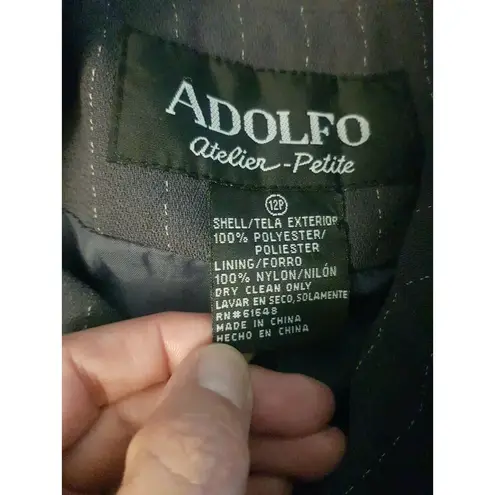 ADOLFO
Atelier-Petite
12P
SHELL/TELA EXTERIOR
100% POLYESTER/
POLIESTER
LINING/FORRO
100% NYLON/NILÓN
DRY CLEAN ONLY
LAVAR EN SECO, SOLAMENTE
RN#61648
MADE IN CHINA
HECHO EN CHINA